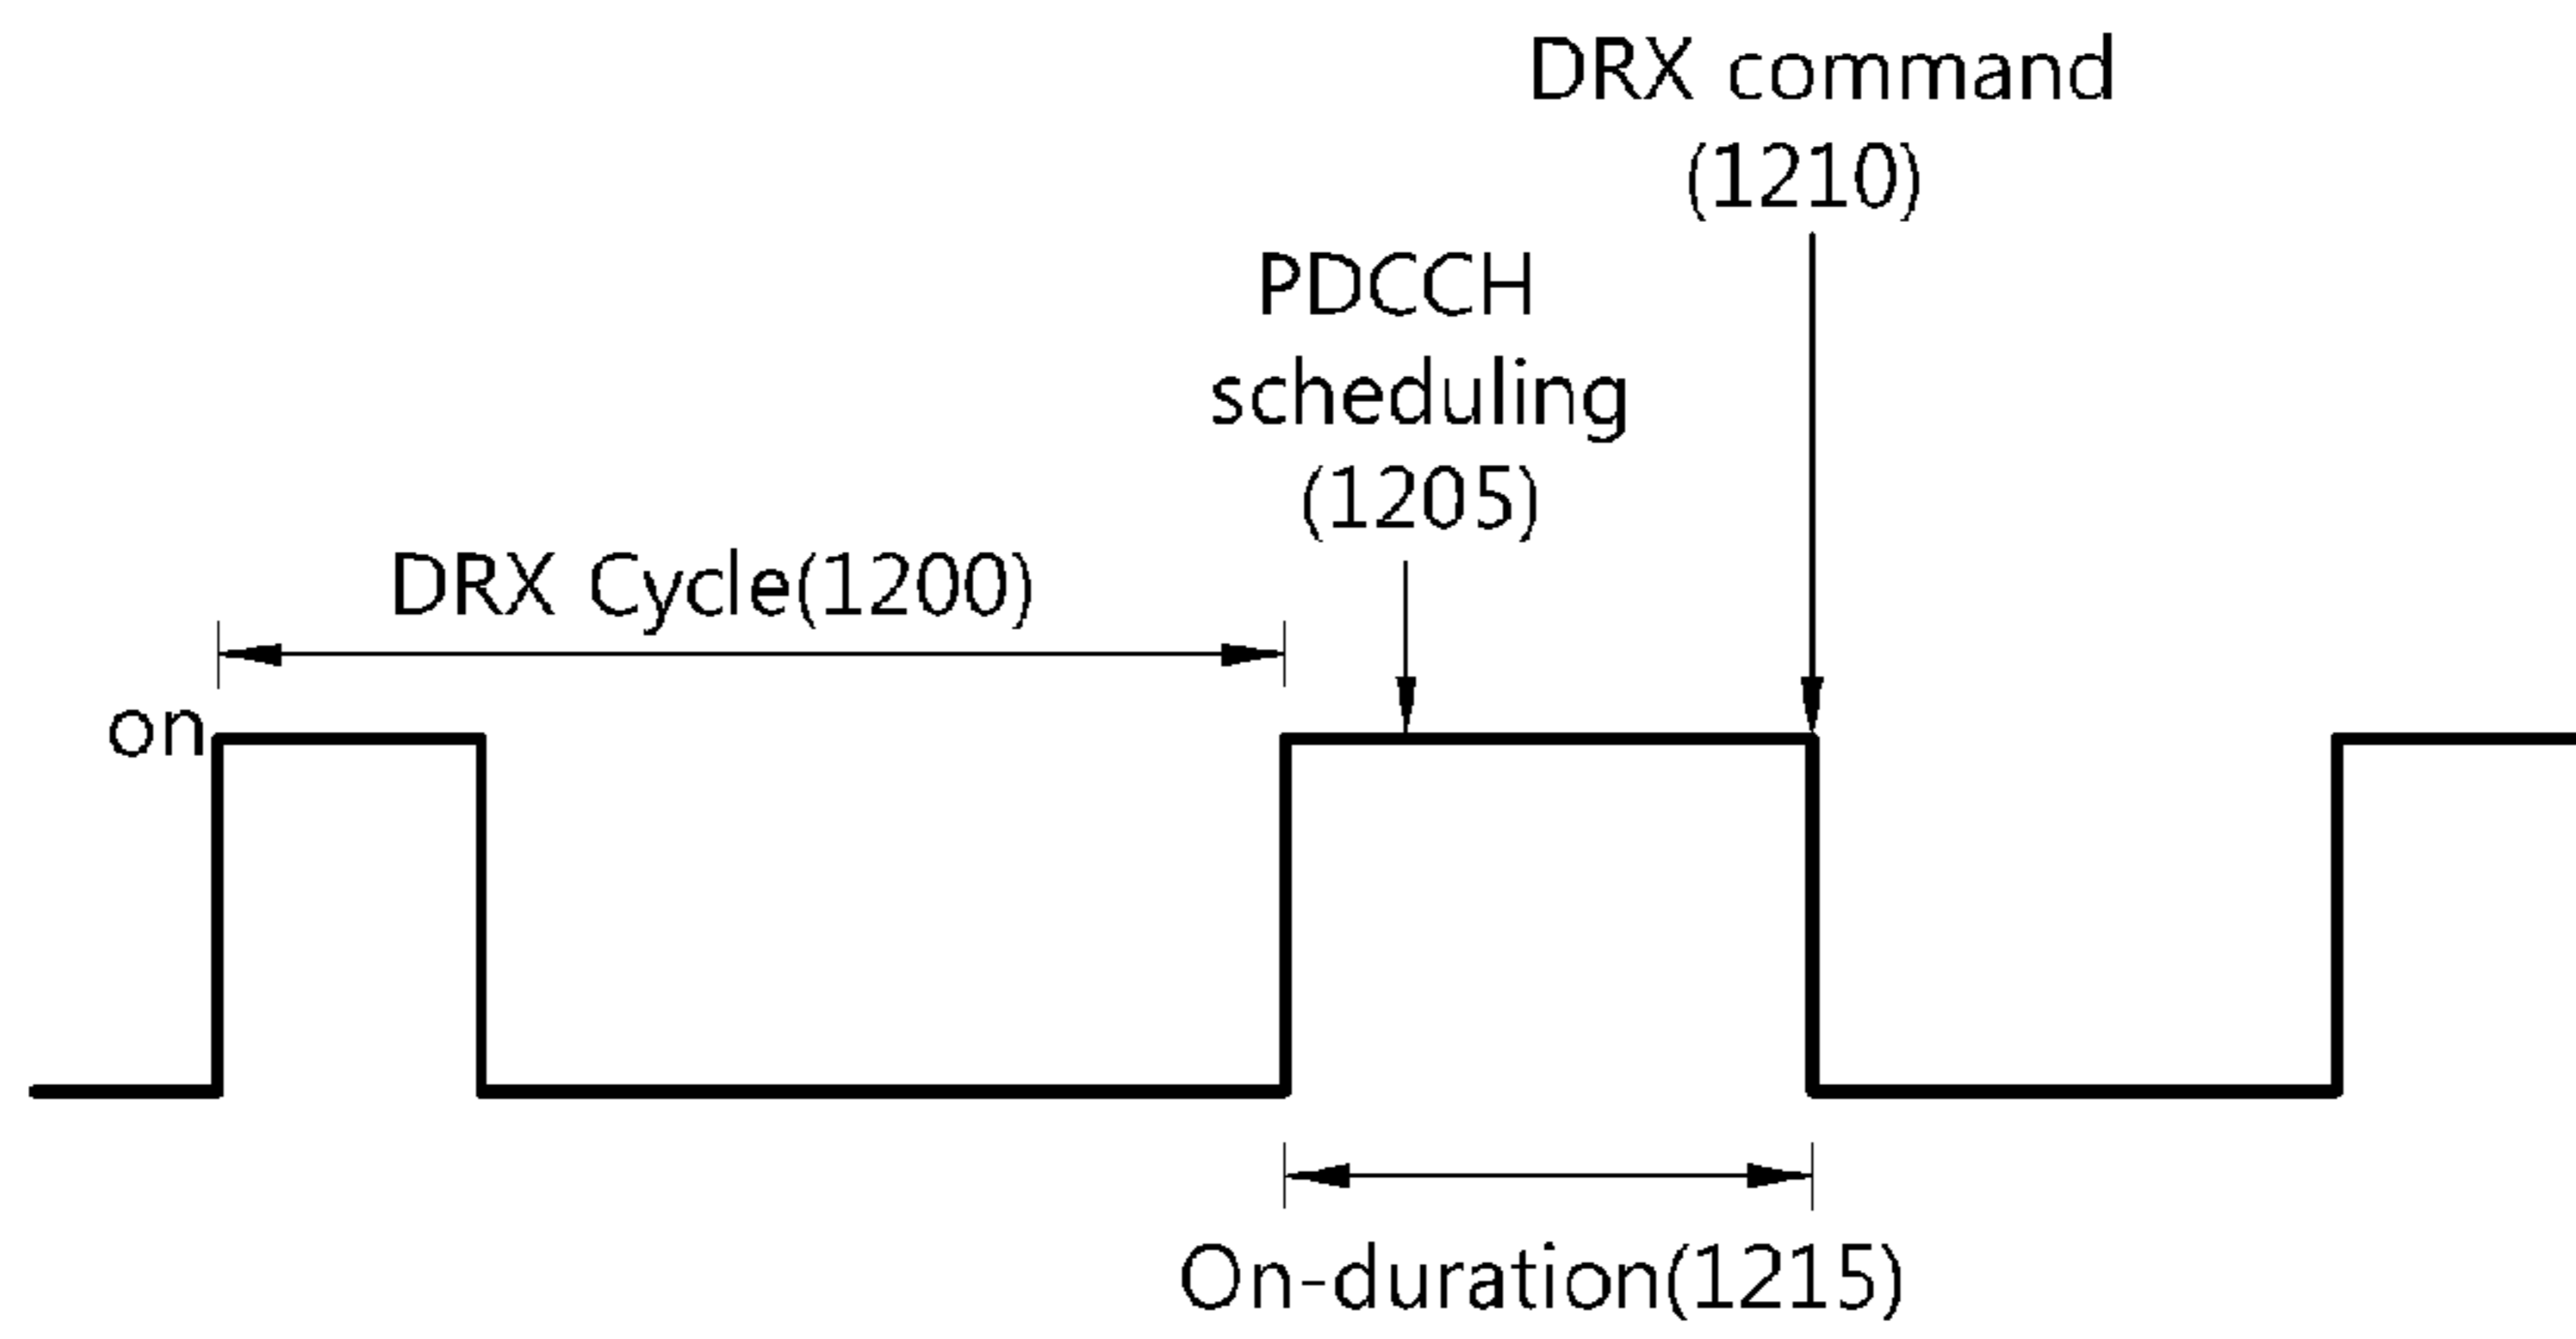 DRX command
(1210)
PDCCH
scheduling
(1205)
DRX Cycle(1200)
on
On-duration(1215)